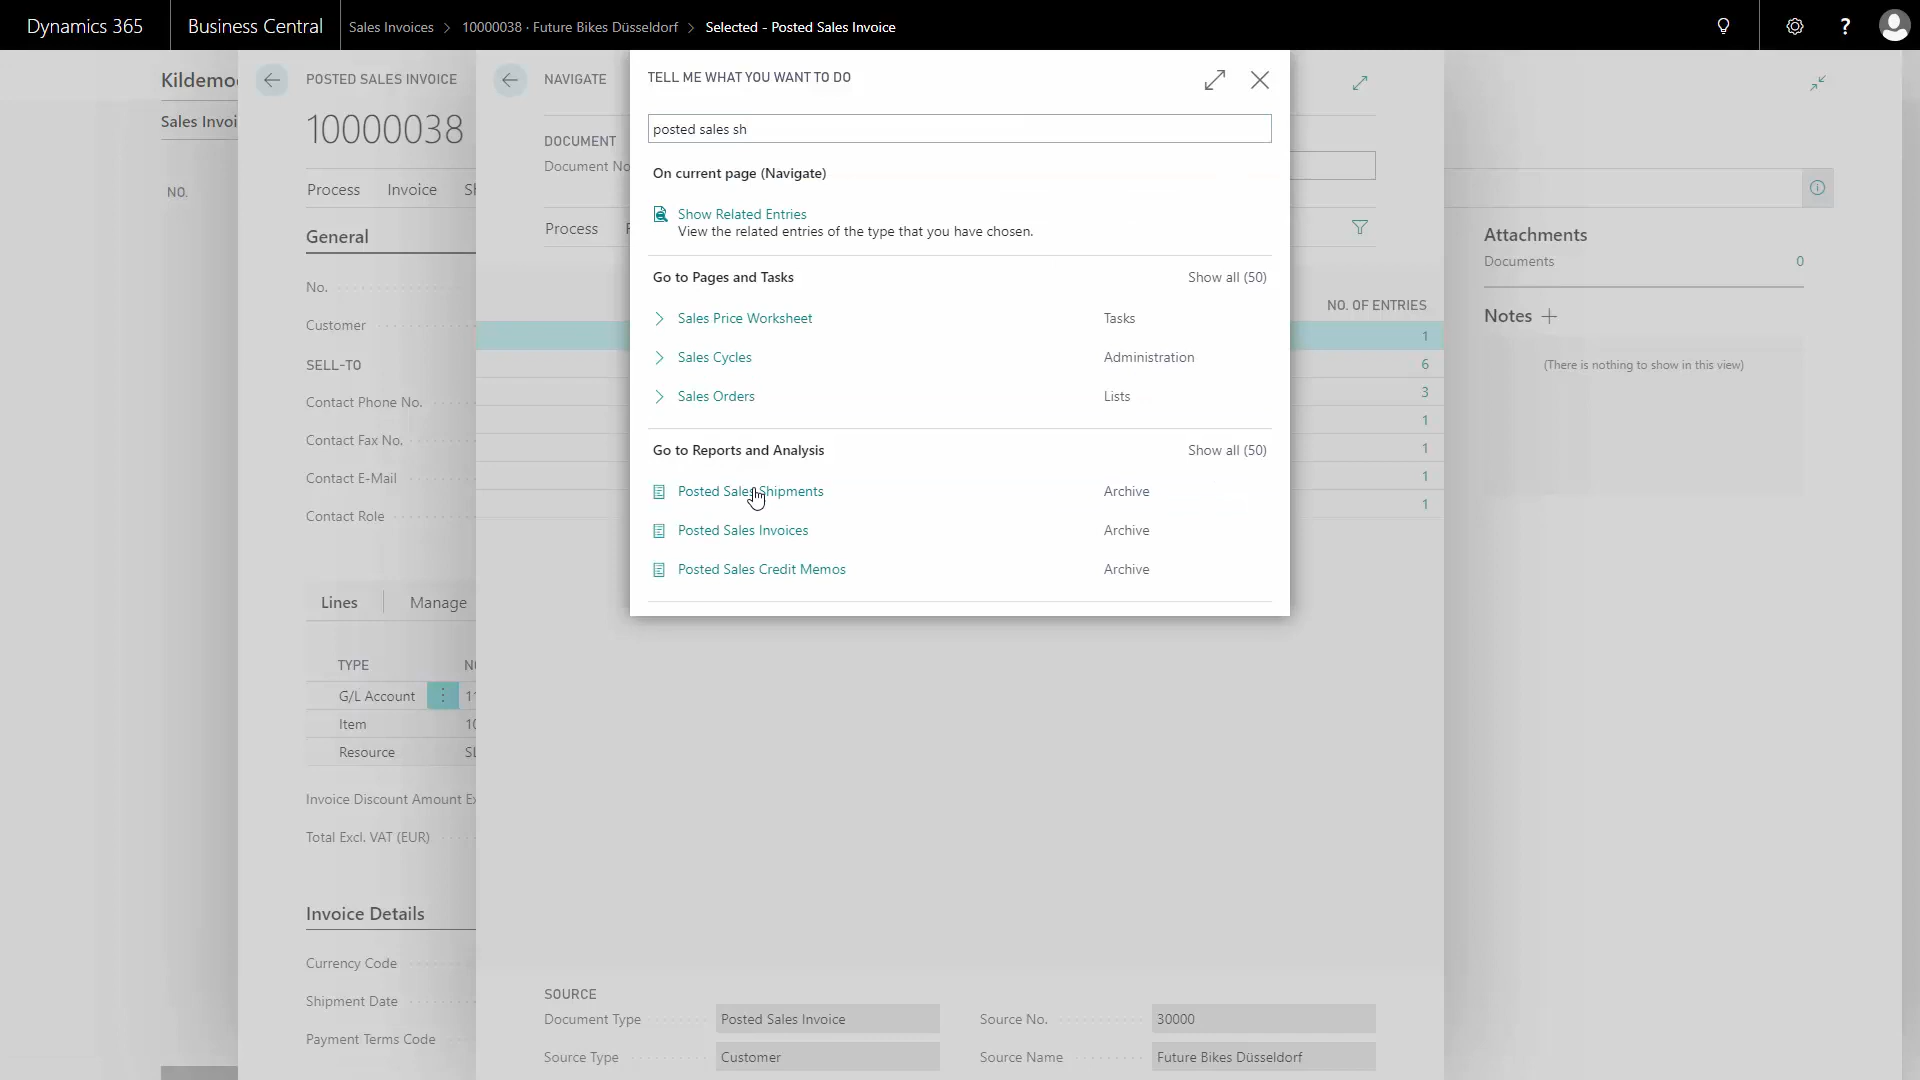 Dynamics 365
Business Central
Sales Invoices > 10000038 · Future Bikes Düsseldorf > Selected - Posted Sales Invoice
Kildemo
Sales Invoi
NO.
POSTED SALES INVOICE
10000038
Process Invoice
General
No.
Customer
SELL-TO
Contact Phone No.
Contact Fax No.
Contact E-Mail
Contact Role
Lines Manage
TYPE
G/L Account 11
Item 10
Resource
Invoice Discount Amount Ex
Total Excl. VAT (EUR)
Invoice Details
Currency Code
Shipment Date
Payment Terms Code
NAVIGATE
DOCUMENT
Document No
Process
TELL ME WHAT YOU WANT TO DO
posted sales sh
On current page (Navigate)
Show Related Entries
View the related entries of the type that you have chosen.
Go to Pages and Tasks Show all (50)
Sales Price Worksheet Tasks
Sales Cycles Administration
Sales Orders Lists
Go to Reports and Analysis Show all (50)
Posted Sales Shipments Archive
Posted Sales Invoices Archive
Posted Sales Credit Memos Archive
NO. OF ENTRIES
1
6
3
1
1
1
1
SOURCE
Document Type Posted Sales Invoice Source No. 30000
Source Type Customer Source Name Future Bikes Düsseldorf
Attachments
Documents 0
Notes
(There is nothing to show in this view)